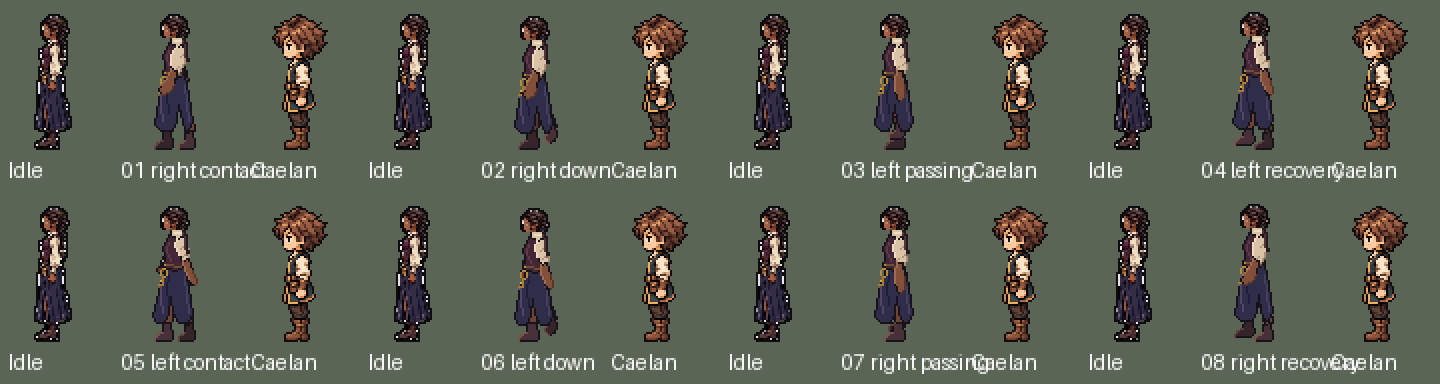 Idle 01 right contact Caelan Idle 02 right down Caelan Idle 03 left passing Caelan Idle 04 left recovery Caelan
Idle 05 left contact Caelan Idle 06 left down Caelan Idle 07 right passing Caelan Idle 08 right recovery Caelan